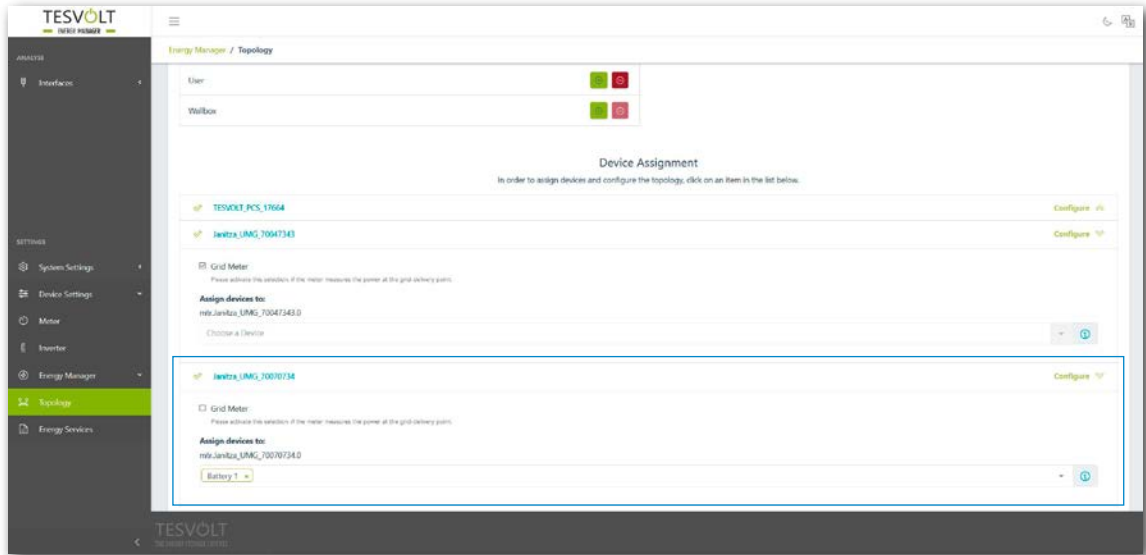 TESVOLT
ENERGY MANAGER
Energy Manager / Topology
ANALYSE
Interfaces
User
Wallbox
Device Assignment
In order to assign devices and configure the topology, click on an item in the list below.
TESVOLT_PCS_17664 Configure
Janitza_UMG_70047343 Configure
Grid Meter
Please activate this selection if the meter measures the power at the grid-delivery point.
Assign devices to:
mtr.Janitza_UMG_70047343.0
Choose a Device
Janitza_UMG_70070734 Configure
Grid Meter
Please activate this selection if the meter measures the power at the grid-delivery point.
Assign devices to:
mtr.Janitza_UMG_70070734.0
Battery 1 ×
SETTINGS
System Settings
Device Settings
Meter
Inverter
Energy Manager
Topology
Energy Services
TESVOLT